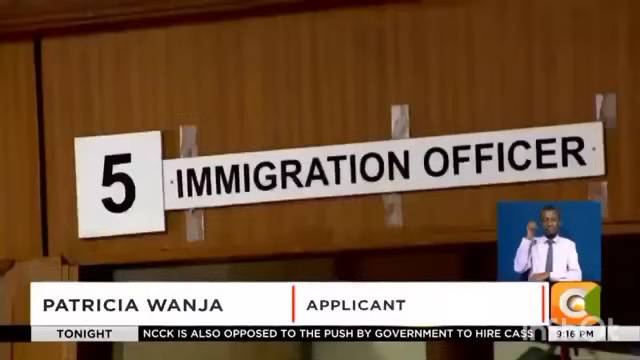 5 IMMIGRATION OFFICER
PATRICIA WANJA APPLICANT
TONIGHT NCCK IS ALSO OPPOSED TO THE PUSH BY GOVERNMENT TO HIRE CASS 9:16 PM